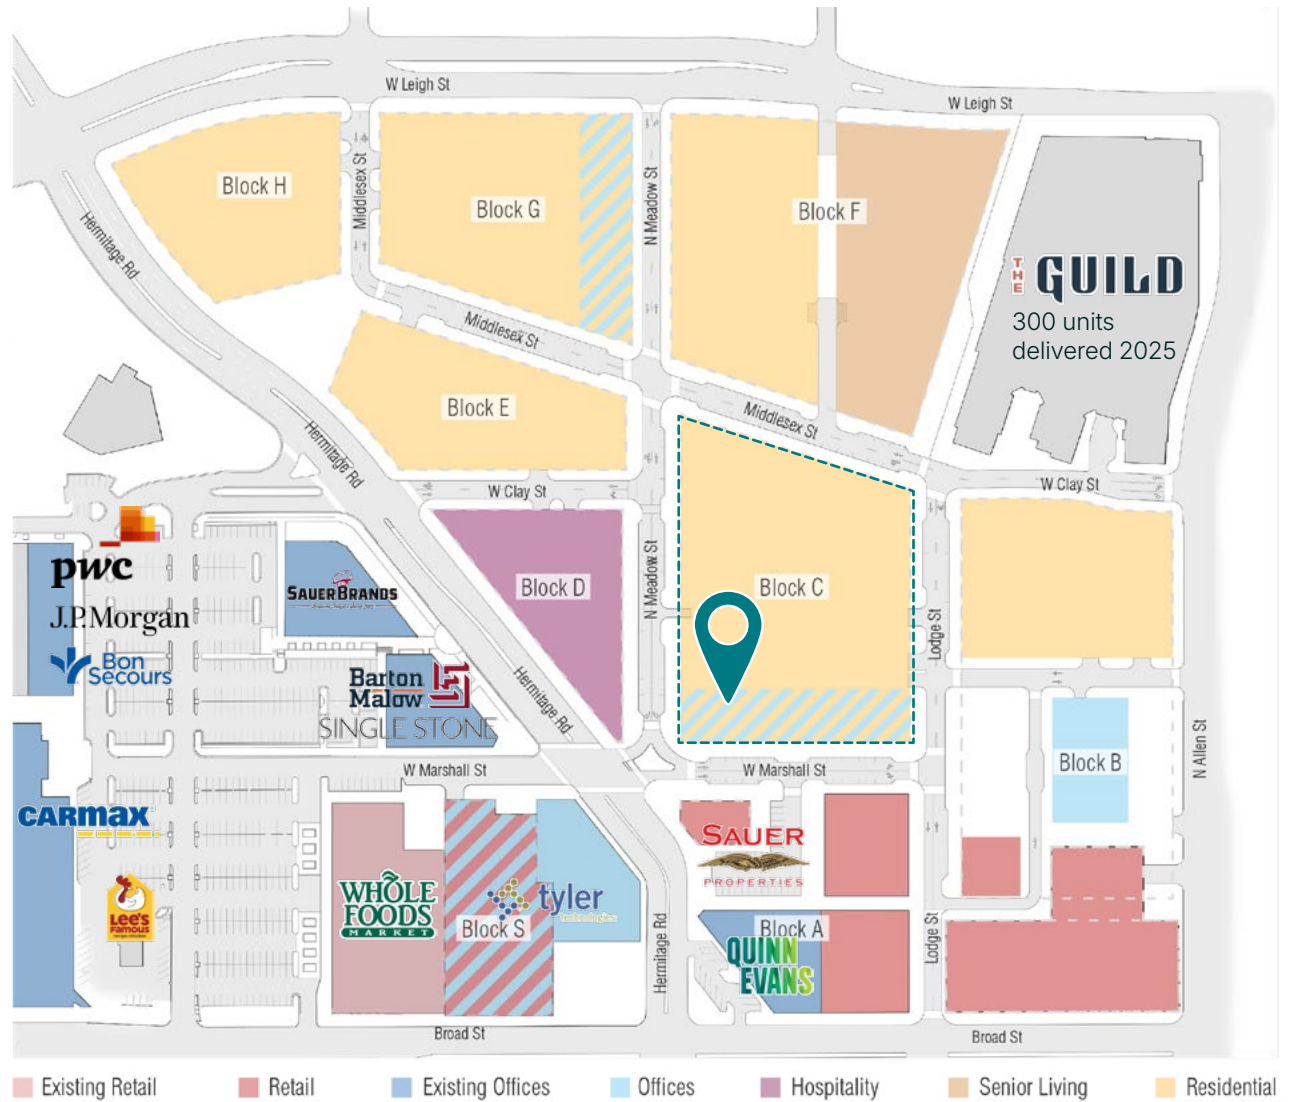 W Leigh St
W Leigh St
Block H
Middlesex St
Block G
N Meadow St
Block F
Hermitage Rd
THE GUILD
300 units
delivered 2025
Middlesex St
Block E
Middlesex St
Hermitage Rd
W Clay St
W Clay St
pwc
J.P.Morgan
Bon
Secours
SAUER BRANDS
Block D
N Meadow St
Block C
Lodge St
Barton
Malow
SINGLE STONE
Hermitage Rd
W Marshall St
W Marshall St
Block B
N Allen St
CARMAX
SAUER
PROPERTIES
LEE'S
FAMOUS
WHOLE
FOODS
MARKET
tyler
technologies
Block S
Hermitage Rd
Block A
QUINN
EVANS
Lodge St
Broad St
Broad St
Existing Retail
Retail
Existing Offices
Offices
Hospitality
Senior Living
Residential